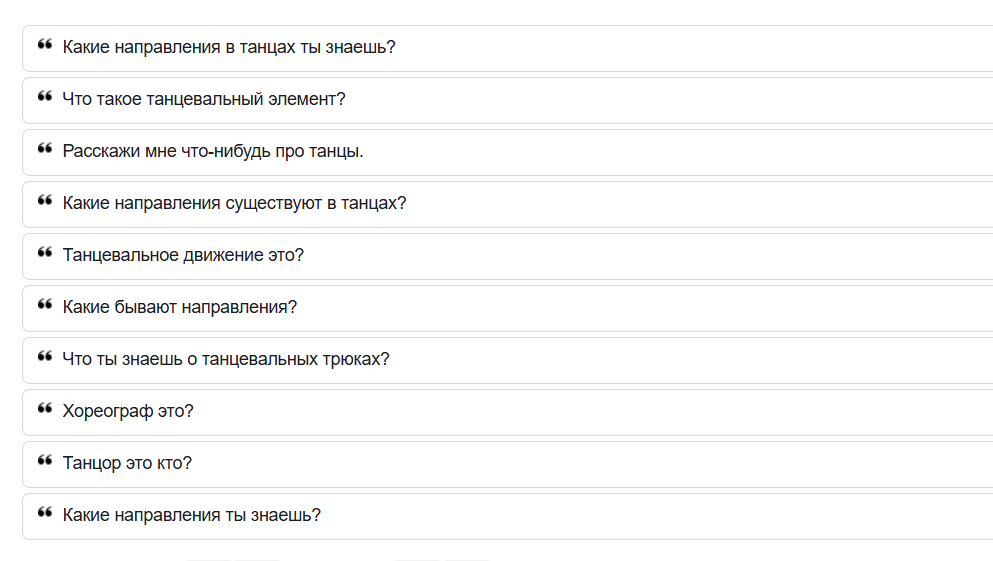 ❝ Какие направления в танцах ты знаешь?
❝ Что такое танцевальный элемент?
❝ Расскажи мне что-нибудь про танцы.
❝ Какие направления существуют в танцах?
❝ Танцевальное движение это?
❝ Какие бывают направления?
❝ Что ты знаешь о танцевальных трюках?
❝ Хореограф это?
❝ Танцор это кто?
❝ Какие направления ты знаешь?